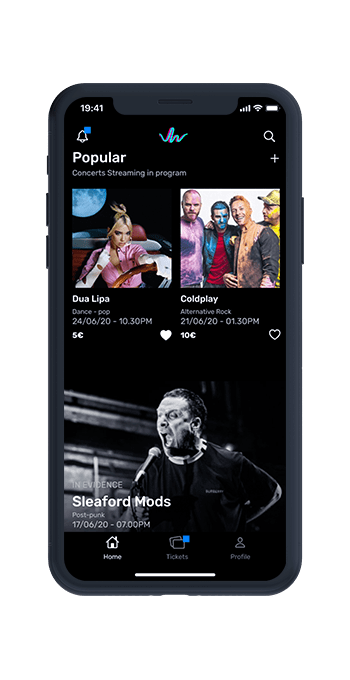 19:41
Popular
Concerts Streaming in program
Dua Lipa
Dance - pop
24/06/20 - 10.30PM
5€
Coldplay
Alternative Rock
21/06/20 - 01.30PM
10€
IN EVIDENCE
Sleaford Mods
Post-punk
17/06/20 - 07.00PM
Home
Tickets
Profile